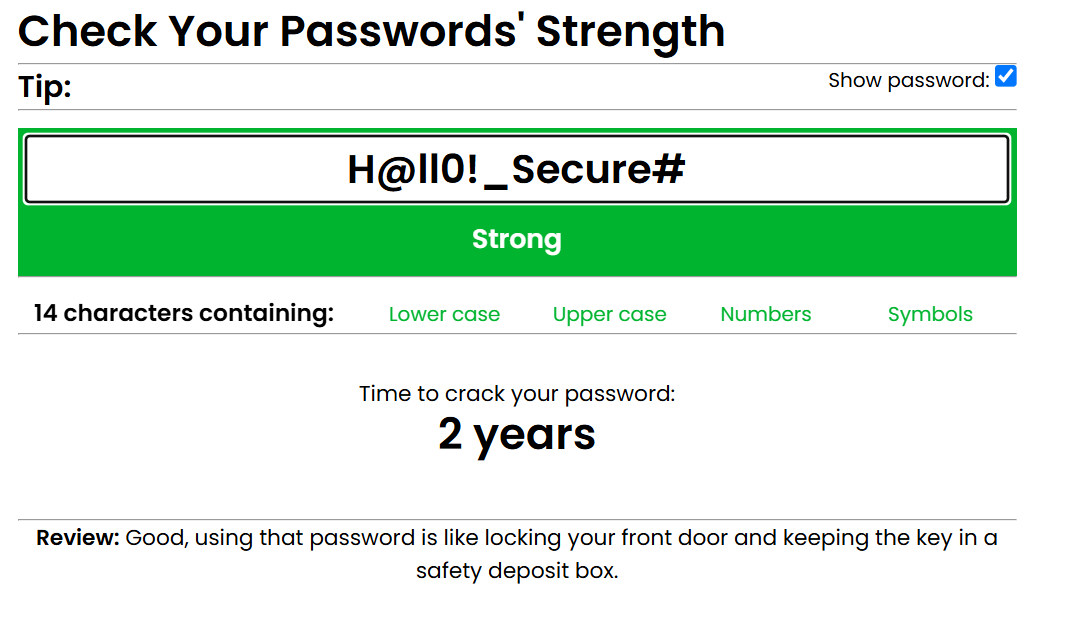 Check Your Passwords' Strength
Tip:
Show password:
H@ll0!_Secure#
Strong
14 characters containing: Lower case Upper case Numbers Symbols
Time to crack your password:
2 years
Review: Good, using that password is like locking your front door and keeping the key in a
safety deposit box.